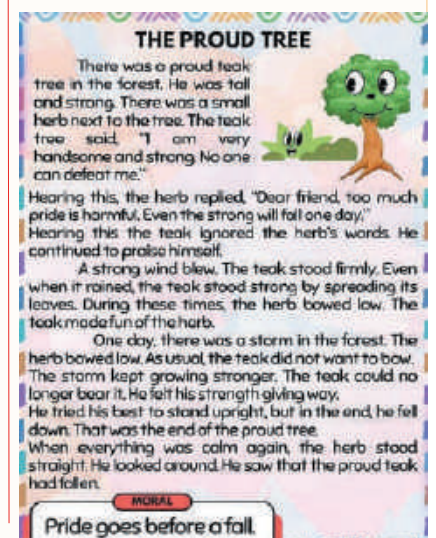 THE PROUD TREE
There was a proud teak
tree in the forest. He was tall
and strong. There was a small
herb next to the tree. The teak
tree said, "I am very
handsome and strong. No one
can defeat me."
Hearing this, the herb replied, "Dear friend, too much
pride is harmful. Even the strong will fall one day."
Hearing this the teak ignored the herb's words. He
continued to praise himself.
A strong wind blew. The teak stood firmly. Even
when it rained, the teak stood strong by spreading its
leaves. During these times, the herb bowed low. The
teak made fun of the herb.
One day, there was a storm in the forest. The
herb bowed low. As usual, the teak did not want to bow.
The storm kept growing stronger. The teak could no
longer bear it. He felt his strength giving way.
He tried his best to stand upright, but in the end, he fell
down. That was the end of the proud tree.
When everything was calm again, the herb stood
straight. He looked around. He saw that the proud teak
had fallen.
MORAL
Pride goes before a fall.